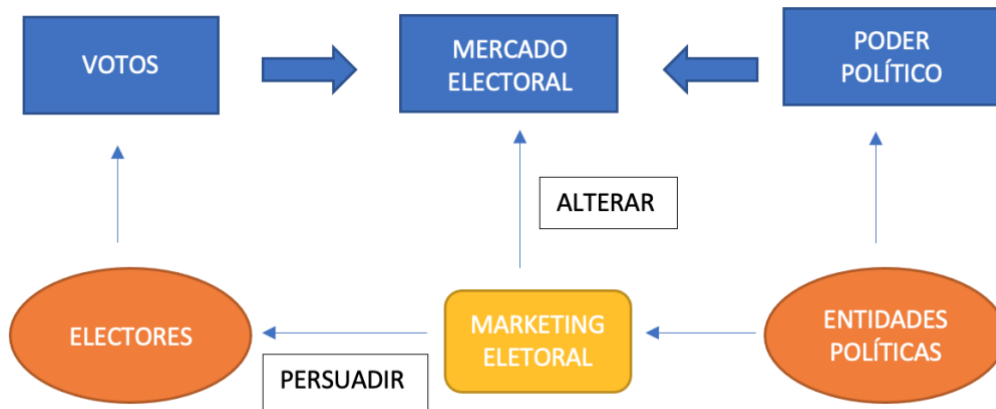 VOTOS
MERCADO
ELECTORAL
PODER
POLÍTICO
ALTERAR
ELECTORES
MARKETING
ELETORAL
ENTIDADES
POLÍTICAS
PERSUADIR